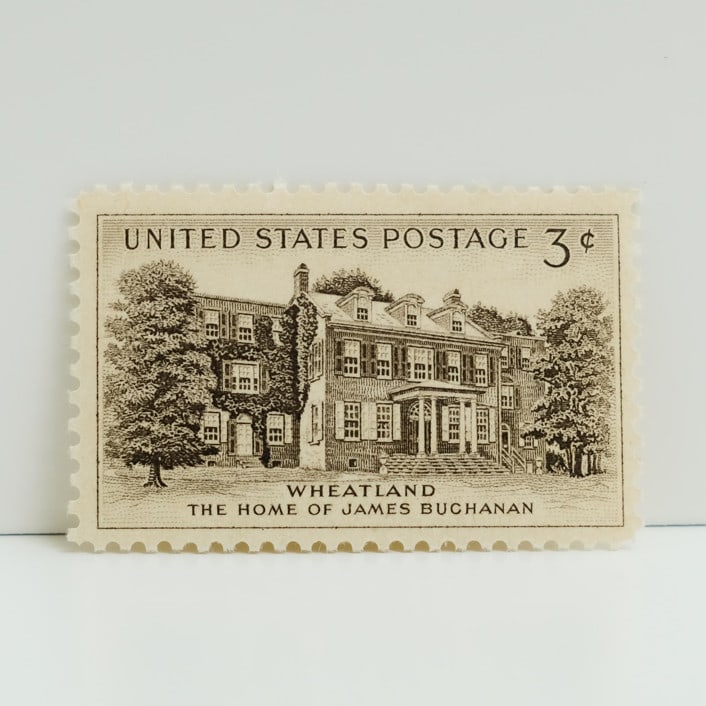 UNITED STATES POSTAGE 3¢
WHEATLAND
THE HOME OF JAMES BUCHANAN